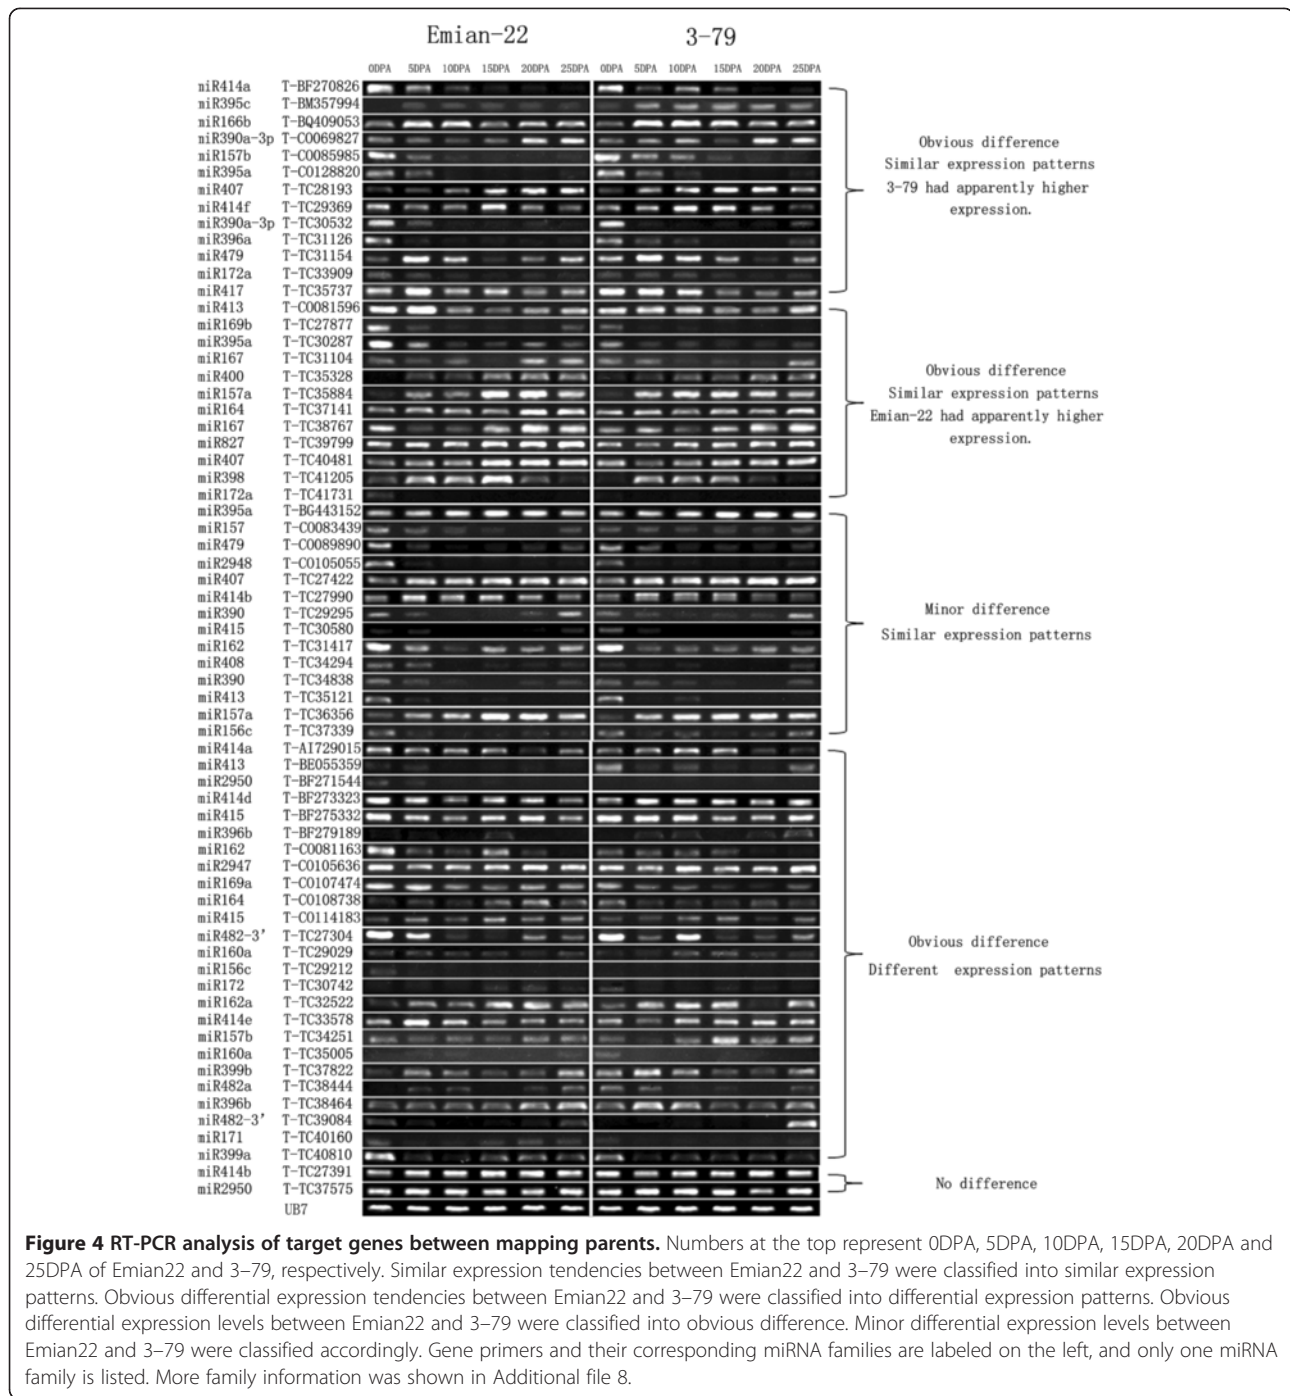 Emian-22 3-79
0DPA 5DPA 10DPA 15DPA 20DPA 25DPA 0DPA 5DPA 10DPA 15DPA 20DPA 25DPA
miR414a T-BF270826
miR395c T-BM357994
miR166b T-BQ409053
miR390a-3p T-CO069827
miR157b T-CO085985
miR395a T-CO128820
miR407 T-TC28193
miR414f T-TC29369
miR390a-3p T-TC30532
miR396a T-TC31126
miR479 T-TC31154
miR172a T-TC33909
miR417 T-TC35737
Obvious difference
Similar expression patterns
3-79 had apparently higher
expression.
miR413 T-CO081596
miR169b T-TC27877
miR395a T-TC30287
miR167 T-TC31104
miR400 T-TC35328
miR157a T-TC35884
miR164 T-TC37141
miR167 T-TC38767
miR827 T-TC39799
miR407 T-TC40481
miR398 T-TC41205
miR172a T-TC41731
Obvious difference
Similar expression patterns
Emian-22 had apparently higher
expression.
miR395a T-BG443152
miR157 T-CO083439
miR479 T-CO089890
miR2948 T-CO105055
miR407 T-TC27422
miR414b T-TC27990
miR390 T-TC29295
miR415 T-TC30580
miR162 T-TC31417
miR408 T-TC34294
miR390 T-TC34838
miR413 T-TC35121
miR157a T-TC36356
miR156c T-TC37339
Minor difference
Similar expression patterns
miR414a T-AI729015
miR413 T-BE055359
miR2950 T-BF271544
miR414d T-BF273323
miR415 T-BF275332
miR396b T-BF279189
miR162 T-CO081163
miR2947 T-CO105636
miR169a T-CO107474
miR164 T-CO108738
miR415 T-CO114183
miR482-3' T-TC27304
miR160a T-TC29029
miR156c T-TC29212
miR172 T-TC30742
miR162a T-TC32522
miR414e T-TC33578
miR157b T-TC34251
miR160a T-TC35005
miR399b T-TC37822
miR482a T-TC38444
miR396b T-TC38464
miR482-3' T-TC39084
miR171 T-TC40160
miR399a T-TC40810
Obvious difference
Different expression patterns
miR414b T-TC27391
miR2950 T-TC37575
No difference
UB7
Figure 4 RT-PCR analysis of target genes between mapping parents. Numbers at the top represent 0DPA, 5DPA, 10DPA, 15DPA, 20DPA and
25DPA of Emian22 and 3–79, respectively. Similar expression tendencies between Emian22 and 3–79 were classified into similar expression
patterns. Obvious differential expression tendencies between Emian22 and 3–79 were classified into differential expression patterns. Obvious
differential expression levels between Emian22 and 3–79 were classified into obvious difference. Minor differential expression levels between
Emian22 and 3–79 were classified accordingly. Gene primers and their corresponding miRNA families are labeled on the left, and only one miRNA
family is listed. More family information was shown in Additional file 8.